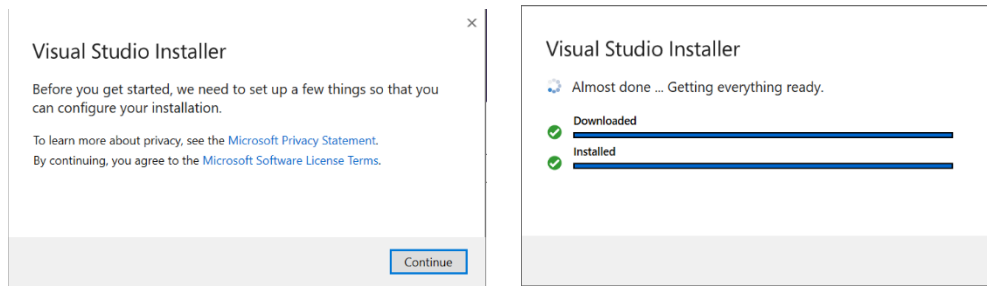 Visual Studio Installer
Before you get started, we need to set up a few things so that you
can configure your installation.
To learn more about privacy, see the Microsoft Privacy Statement.
By continuing, you agree to the Microsoft Software License Terms.
Continue
Visual Studio Installer
Almost done ... Getting everything ready.
Downloaded
Installed